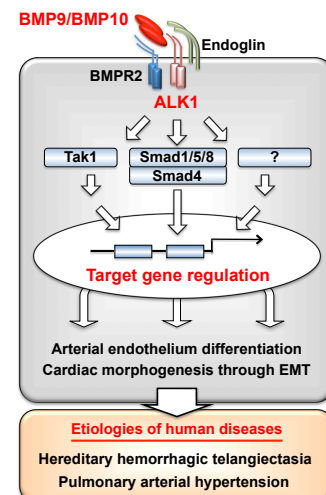 BMP9/BMP10
Endoglin
BMPR2
ALK1
Tak1
Smad1/5/8
?
Smad4
Target gene regulation
Arterial endothelium differentiation
Cardiac morphogenesis through EMT
Etiologies of human diseases
Hereditary hemorrhagic telangiectasia
Pulmonary arterial hypertension